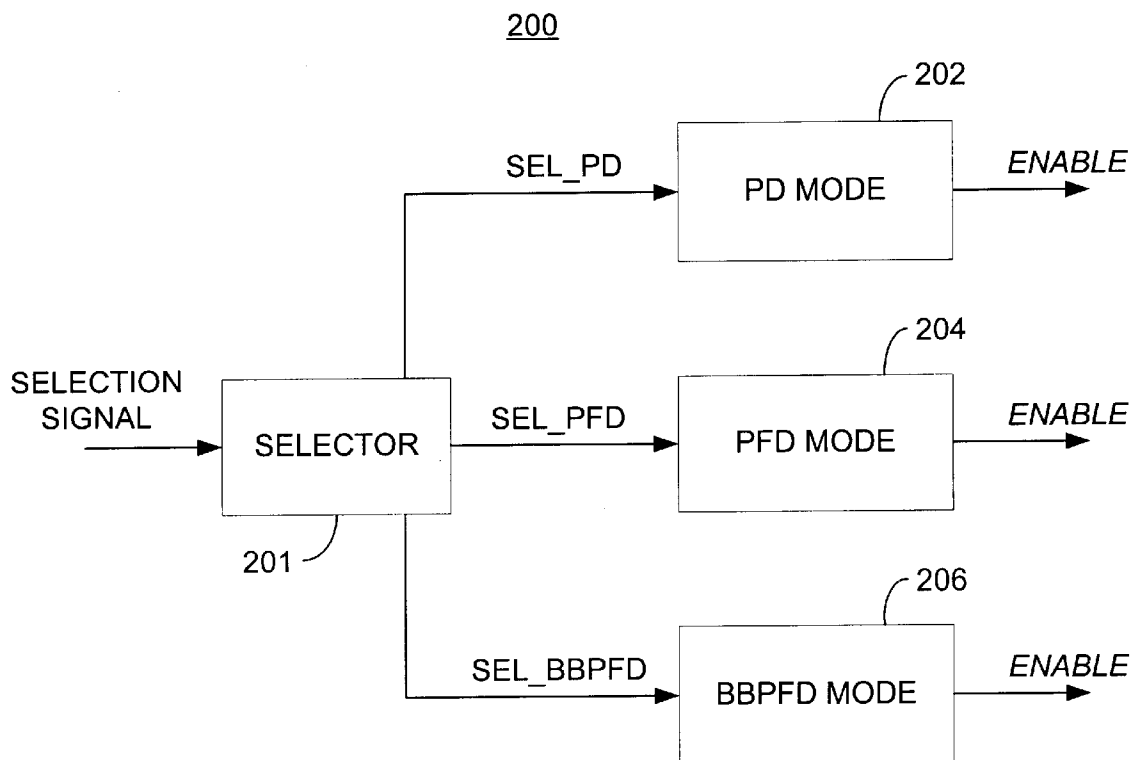 200
202
SEL_PD
PD MODE
ENABLE
204
SELECTION
SIGNAL
SELECTOR
SEL_PFD
PFD MODE
ENABLE
201
206
SEL_BBPFD
BBPFD MODE
ENABLE